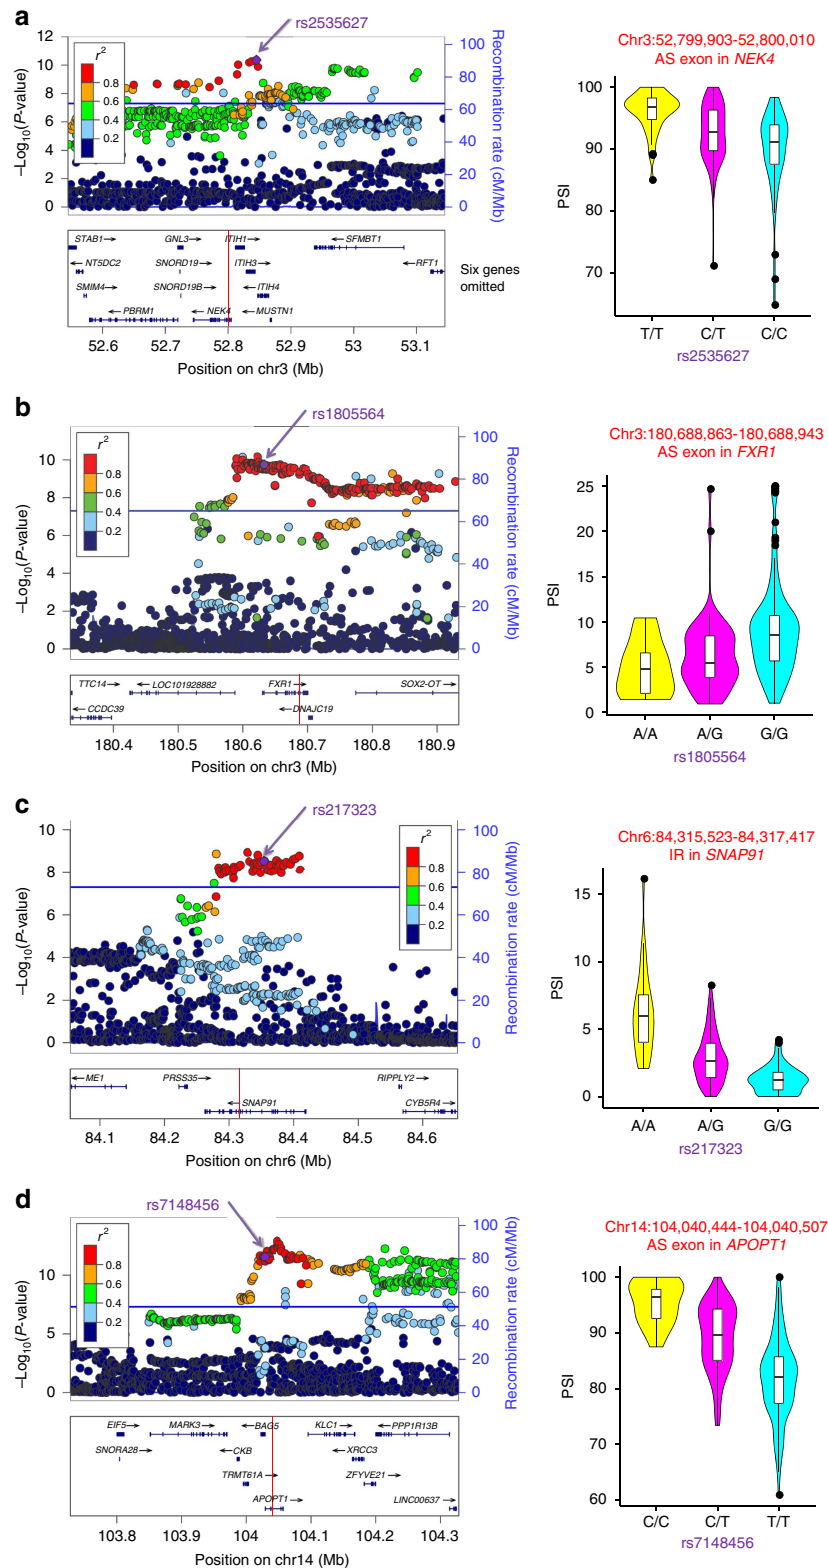 a
rs2535627
r²
0.8
0.6
0.4
0.2
12
10
8
6
4
2
0
−Log₁₀(P-value)
100
80
60
40
20
0
Recombination rate (cM/Mb)
STAB1→ GNL3→ ITIH1→ ←SFMBT1
←NT5DC2 SNORD19→ ITIH3→ ←RFT1
SMIM4→ SNORD19B→ ←ITIH4
←PBRM1 ←NEK4 ←MUSTN1
Six genes
omitted
52.6 52.7 52.8 52.9 53 53.1
Position on chr3 (Mb)
Chr3:52,799,903-52,800,010
AS exon in NEK4
100
90
80
70
PSI
T/T C/T C/C
rs2535627
b
rs1805564
r²
0.8
0.6
0.4
0.2
10
8
6
4
2
0
−Log₁₀(P-value)
100
80
60
40
20
0
Recombination rate (cM/Mb)
TTC14→ ←LOC101928882 FXR1→ SOX2-OT→
←CCDC39 ←DNAJC19
180.4 180.5 180.6 180.7 180.8 180.9
Position on chr3 (Mb)
Chr3:180,688,863-180,688,943
AS exon in FXR1
25
20
15
10
5
0
PSI
A/A A/G G/G
rs1805564
c
rs217323
r²
0.8
0.6
0.4
0.2
10
8
6
4
2
0
−Log₁₀(P-value)
100
80
60
40
20
0
Recombination rate (cM/Mb)
←ME1 PRSS35→ RIPPLY2→
←SNAP91 CYB5R4→
84.1 84.2 84.3 84.4 84.5 84.6
Position on chr6 (Mb)
Chr6:84,315,523-84,317,417
IR in SNAP91
15
10
5
0
PSI
A/A A/G G/G
rs217323
d
rs7148456
r²
0.8
0.6
0.4
0.2
10
5
0
−Log₁₀(P-value)
100
80
60
40
20
0
Recombination rate (cM/Mb)
EIF5→ MARK3→ ←BAG5 KLC1→ ←PPP1R13B
SNORA28→ ←CKB ←XRCC3
TRMT61A→ ZFYVE21→
APOPT1→ LINC00637→
103.8 103.9 104 104.1 104.2 104.3
Position on chr14 (Mb)
Chr14:104,040,444-104,040,507
AS exon in APOPT1
100
90
80
70
60
PSI
C/C C/T T/T
rs7148456